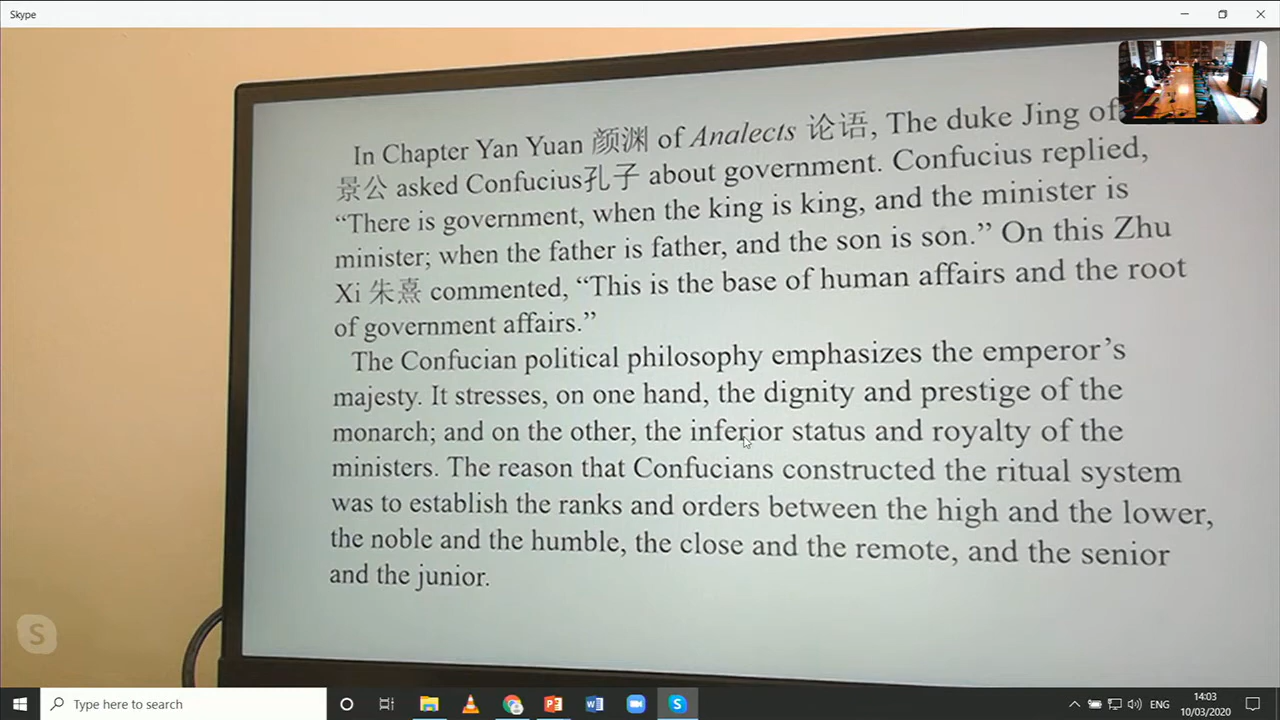 Skype
In Chapter Yan Yuan 颜渊 of Analects 论语, The duke Jing of
景公 asked Confucius孔子 about government. Confucius replied,
“There is government, when the king is king, and the minister is
minister; when the father is father, and the son is son.” On this Zhu
Xi 朱熹 commented, “This is the base of human affairs and the root
of government affairs.”
The Confucian political philosophy emphasizes the emperor’s
majesty. It stresses, on one hand, the dignity and prestige of the
monarch; and on the other, the inferior status and royalty of the
ministers. The reason that Confucians constructed the ritual system
was to establish the ranks and orders between the high and the lower,
the noble and the humble, the close and the remote, and the senior
and the junior.
Type here to search
ENG
14:03
10/03/2020